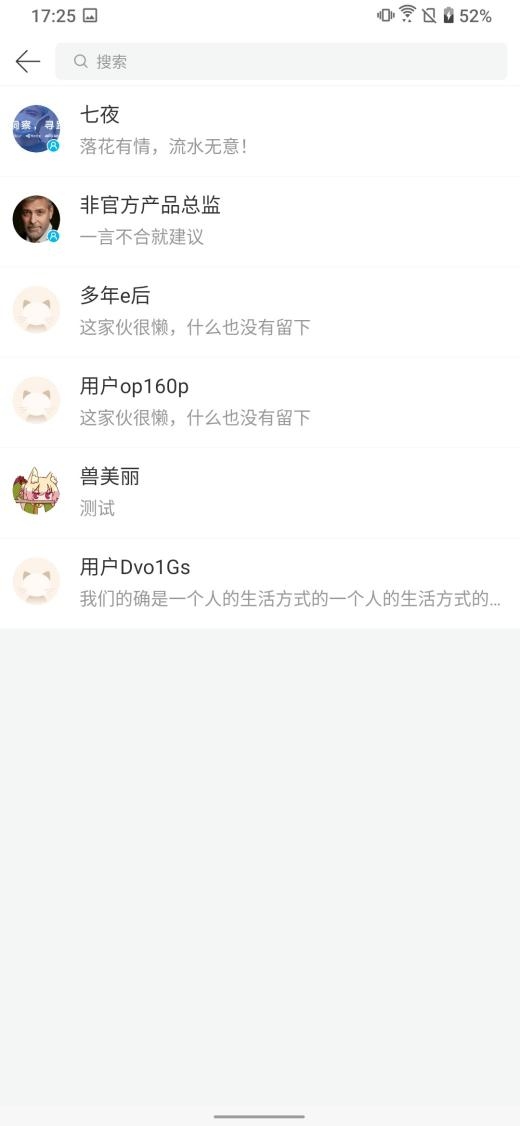 17:25
52%
搜索
洞察，寻
七夜
落花有情，流水无意！
非官方产品总监
一言不合就建议
多年e后
这家伙很懒，什么也没有留下
用户op160p
这家伙很懒，什么也没有留下
兽美丽
测试
用户Dvo1Gs
我们的确是一个人的生活方式的一个人的生活方式的...